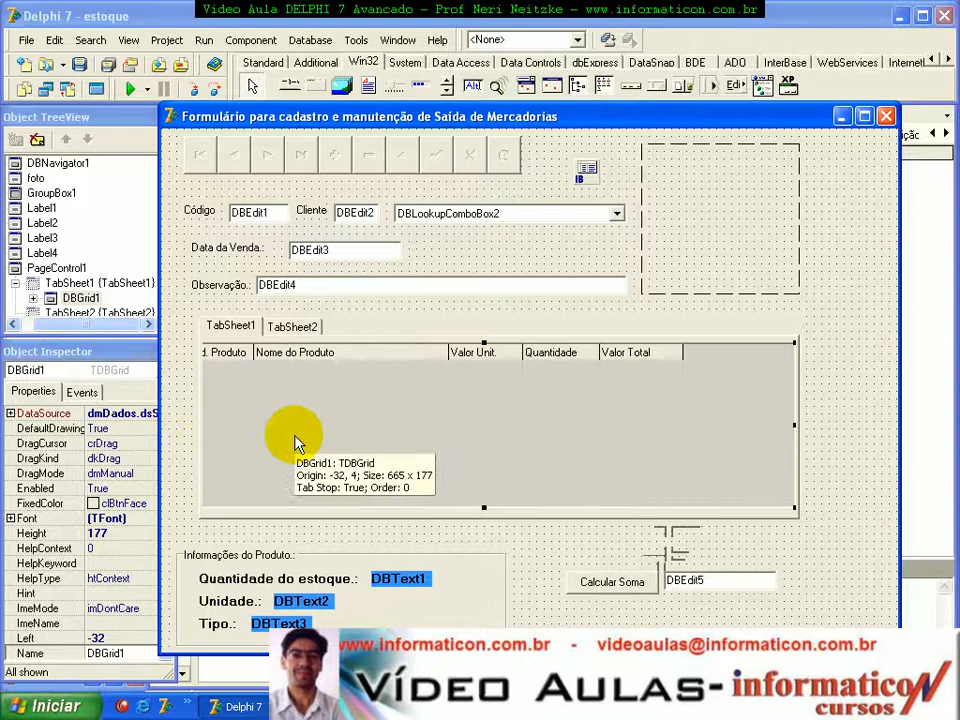 Video Aula DELPHI 7 Avancado - Prof Neri Neitzke - www.informaticon.com.br
Delphi 7 - estoque
File Edit Search View Project Run Component Database Tools Window Help <None>
Standard Additional Win32 System Data Access Data Controls dbExpress DataSnap BDE ADO InterBase WebServices Internet
Object TreeView
DBNavigator1
foto
GroupBox1
Label1
Label2
Label3
Label4
PageControl1
TabSheet1 {TabSheet1}
DBGrid1
TabSheet2 {TabSheet2}
Object Inspector
DBGrid1 TDBGrid
Properties Events
DataSource dmDados.dsS
DefaultDrawing True
DragCursor crDrag
DragKind dkDrag
DragMode dmManual
Enabled True
FixedColor clBtnFace
Font (TFont)
Height 177
HelpContext 0
HelpKeyword
HelpType htContext
Hint
ImeMode imDontCare
ImeName
Left -32
Name DBGrid1
All shown
Formulário para cadastro e manutenção de Saída de Mercadorias
IB
Código DBEdit1 Cliente DBEdit2 DBLookupComboBox2
Data da Venda.: DBEdit3
Observação.: DBEdit4
TabSheet1 TabSheet2
d. Produto Nome do Produto Valor Unit. Quantidade Valor Total
DBGrid1: TDBGrid
Origin: -32, 4; Size: 665 x 177
Tab Stop: True; Order: 0
Informações do Produto.:
Quantidade do estoque.: DBText1
Unidade.: DBText2
Tipo.: DBText3
Calcular Soma DBEdit5
www.informaticon.com.br - videoaulas@informaticon.com.br
VÍDEO AULAS- informaticon
cursos
Iniciar Delphi 7